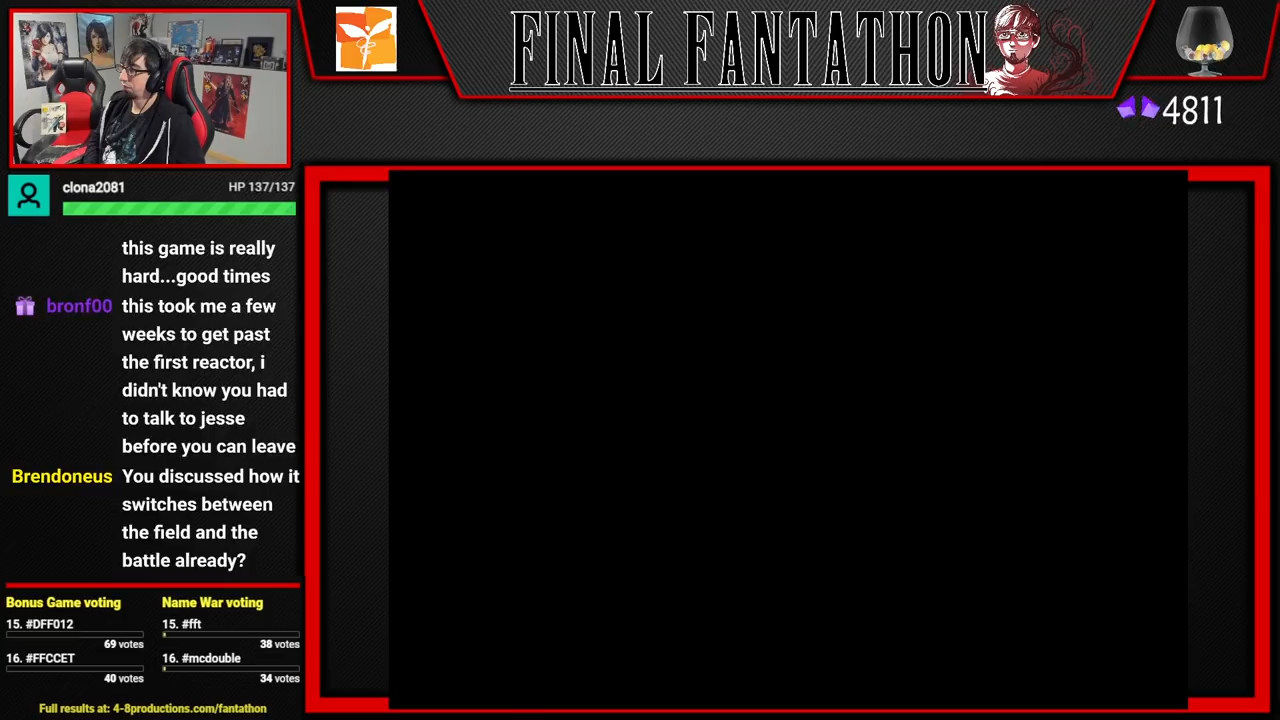 FINAL FANTATHON
4811
clona2081
HP 137/137
this game is really
hard...good times
bronf00 this took me a few
weeks to get past
the first reactor, i
didn't know you had
to talk to jesse
before you can leave
Brendoneus You discussed how it
switches between
the field and the
battle already?
Bonus Game voting
15. #DFF012
69 votes
16. #FFCCET
40 votes
Name War voting
15. #fft
38 votes
16. #mcdouble
34 votes
Full results at: 4-8productions.com/fantathon